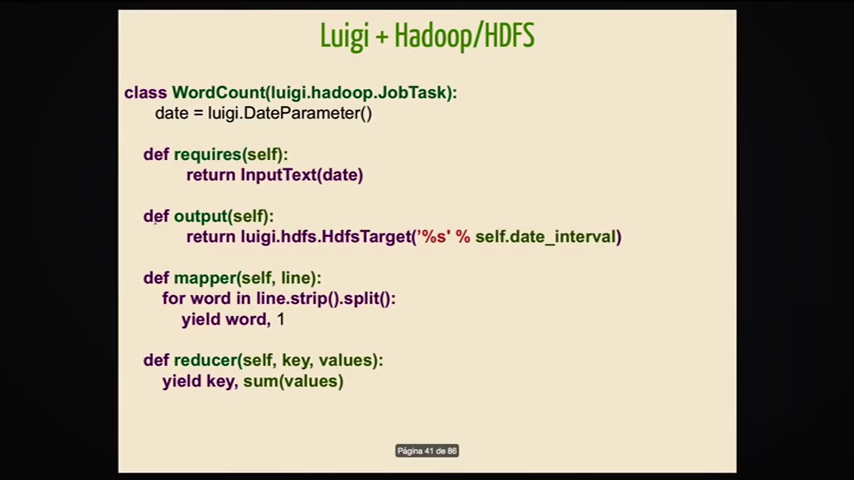 Luigi + Hadoop/HDFS
class WordCount(luigi.hadoop.JobTask):
date = luigi.DateParameter()
def requires(self):
return InputText(date)
def output(self):
return luigi.hdfs.HdfsTarget('%s' % self.date_interval)
def mapper(self, line):
for word in line.strip().split():
yield word, 1
def reducer(self, key, values):
yield key, sum(values)
Página 41 de 86